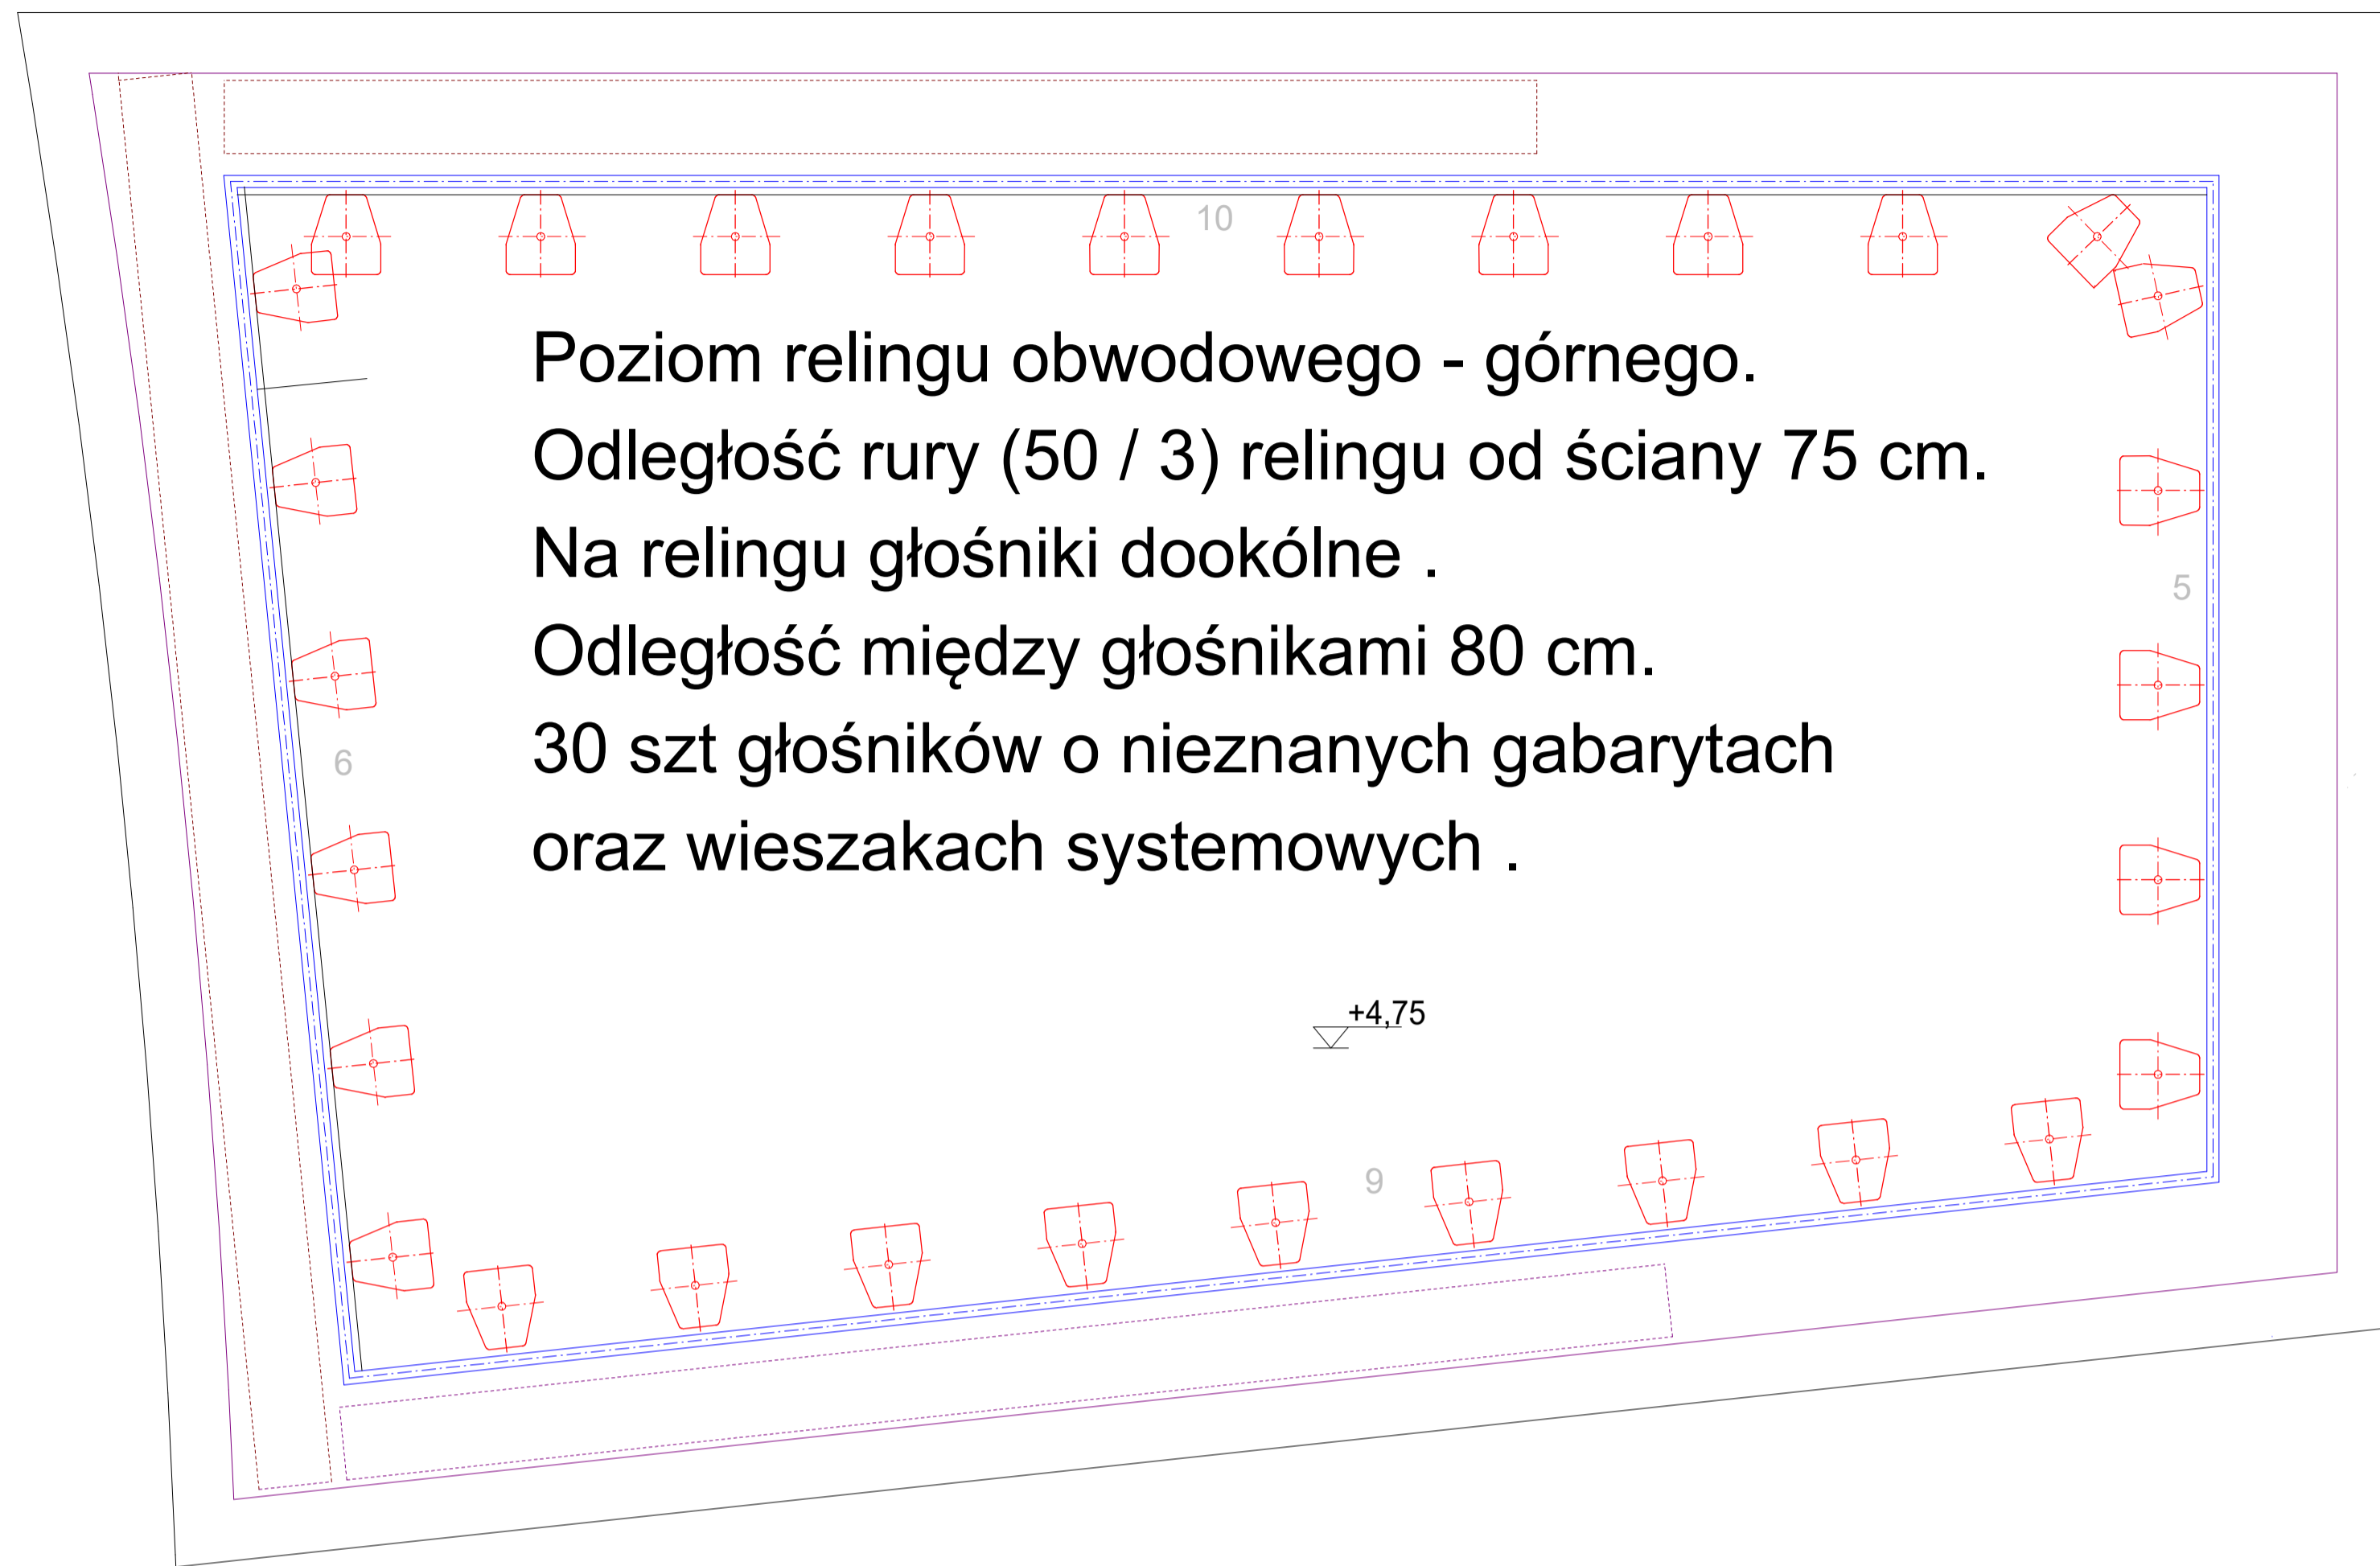 10
Poziom relingu obwodowego - górnego.
Odległość rury (50 / 3) relingu od ściany 75 cm.
Na relingu głośniki dookólne .
5
Odległość między głośnikami 80 cm.
30 szt głośników o nieznanych gabarytach
6
oraz wieszakach systemowych .
+4,75
9